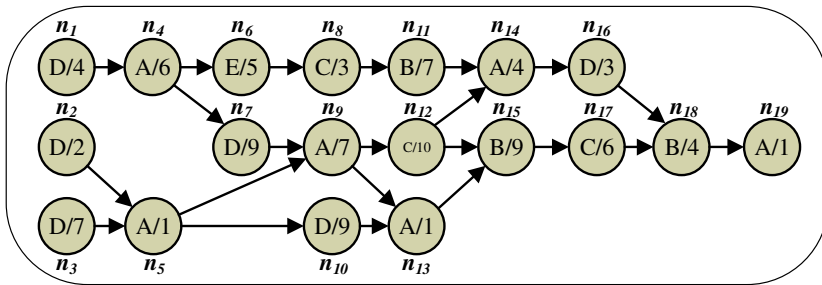 n1 n4 n6 n8 n11 n14 n16
D/4 A/6 E/5 C/3 B/7 A/4 D/3
n2 n7 n9 n12 n15 n17 n18 n19
D/2 D/9 A/7 C/10 B/9 C/6 B/4 A/1
D/7 A/1 D/9 A/1
n3 n5 n10 n13